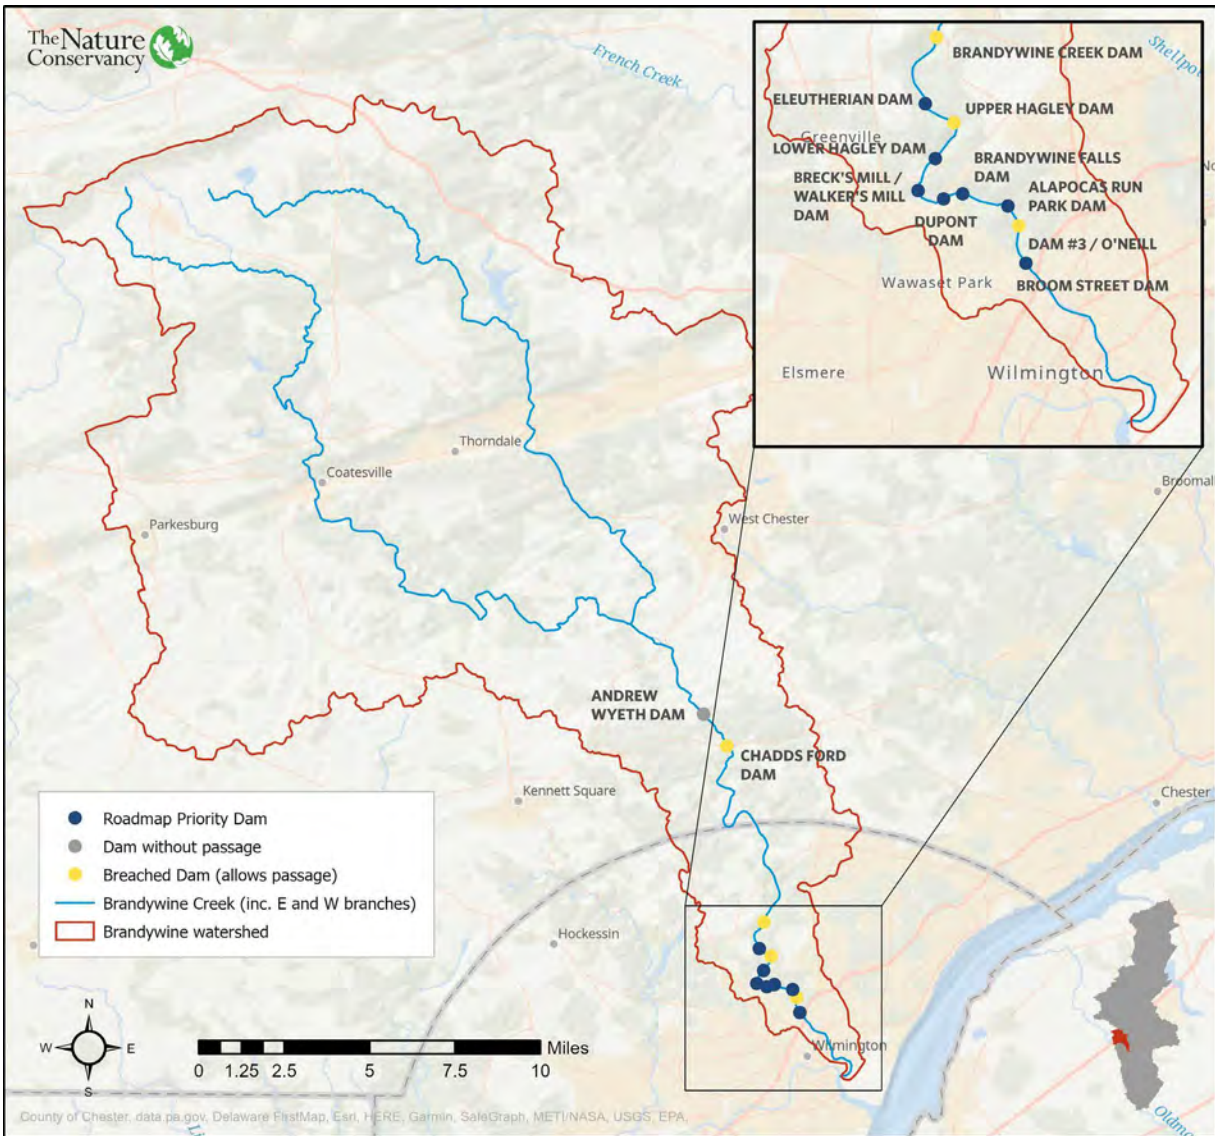 The Nature
Conservancy
French Creek
BRANDYWINE CREEK DAM
ELEUTHERIAN DAM
UPPER HAGLEY DAM
Greenville
LOWER HAGLEY DAM
BRANDYWINE FALLS
DAM
BRECK'S MILL /
WALKER'S MILL
DAM
ALAPOCAS RUN
PARK DAM
DUPONT
DAM
DAM #3 / O'NEILL
Wawaset Park
BROOM STREET DAM
Elsmere
Wilmington
Thorndale
Coatesville
Parkesburg
West Chester
ANDREW
WYETH DAM
CHADDS FORD
DAM
Kennett Square
Chester
Roadmap Priority Dam
Dam without passage
Breached Dam (allows passage)
Brandywine Creek (inc. E and W branches)
Brandywine watershed
Hockessin
N
W E
S
Miles
0 1.25 2.5 5 7.5 10
Wilmington
County of Chester, data.pa.gov, Delaware FirstMap, Esri, HERE, Garmin, SafeGraph, METI/NASA, USGS, EPA,